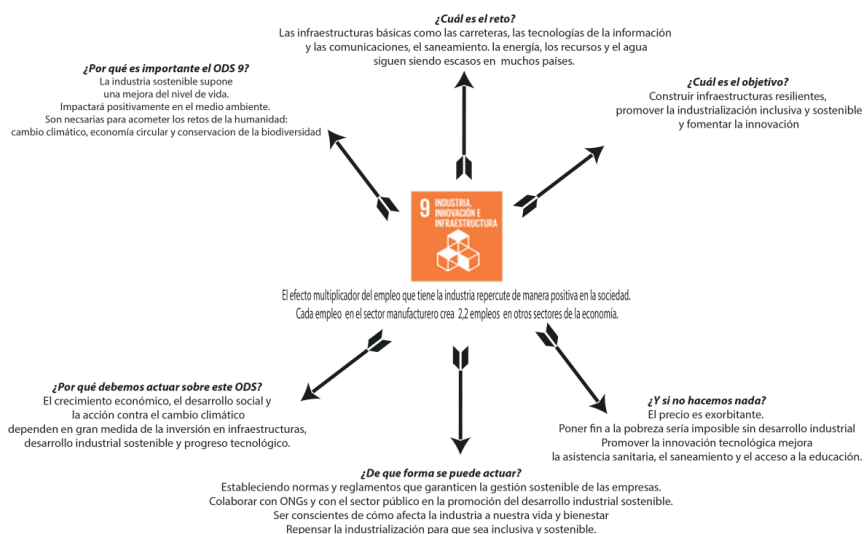 ¿Cuál es el reto?
Las infraestructuras básicas como las carreteras, las tecnologías de la información
y las comunicaciones, el saneamiento. la energía, los recursos y el agua
siguen siendo escasos en muchos países.
¿Por qué es importante el ODS 9?
La industria sostenible supone
una mejora del nivel de vida.
Impactará positivamente en el medio ambiente.
Son necsarias para acometer los retos de la humanidad:
cambio climático, economía circular y conservacion de la biodiversidad
¿Cuál es el objetivo?
Construir infraestructuras resilientes,
promover la industrialización inclusiva y sostenible
y fomentar la innovación
9 INDUSTRIA,
INNOVACIÓN E
INFRAESTRUCTURA
El efecto multiplicador del empleo que tiene la industria repercute de manera positiva en la sociedad.
Cada empleo en el sector manufacturero crea 2,2 empleos en otros sectores de la economía.
¿Por qué debemos actuar sobre este ODS?
El crecimiento económico, el desarrollo social y
la acción contra el cambio climático
dependen en gran medida de la inversión en infraestructuras,
desarrollo industrial sostenible y progreso tecnológico.
¿Y si no hacemos nada?
El precio es exorbitante.
Poner fin a la pobreza sería imposible sin desarrollo industrial
Promover la innovación tecnológica mejora
la asistencia sanitaria, el saneamiento y el acceso a la educación.
¿De que forma se puede actuar?
Estableciendo normas y reglamentos que garanticen la gestión sostenible de las empresas.
Colaborar con ONGs y con el sector público en la promoción del desarrollo industrial sostenible.
Ser conscientes de cómo afecta la industria a nuestra vida y bienestar
Repensar la industrialización para que sea inclusiva y sostenible.